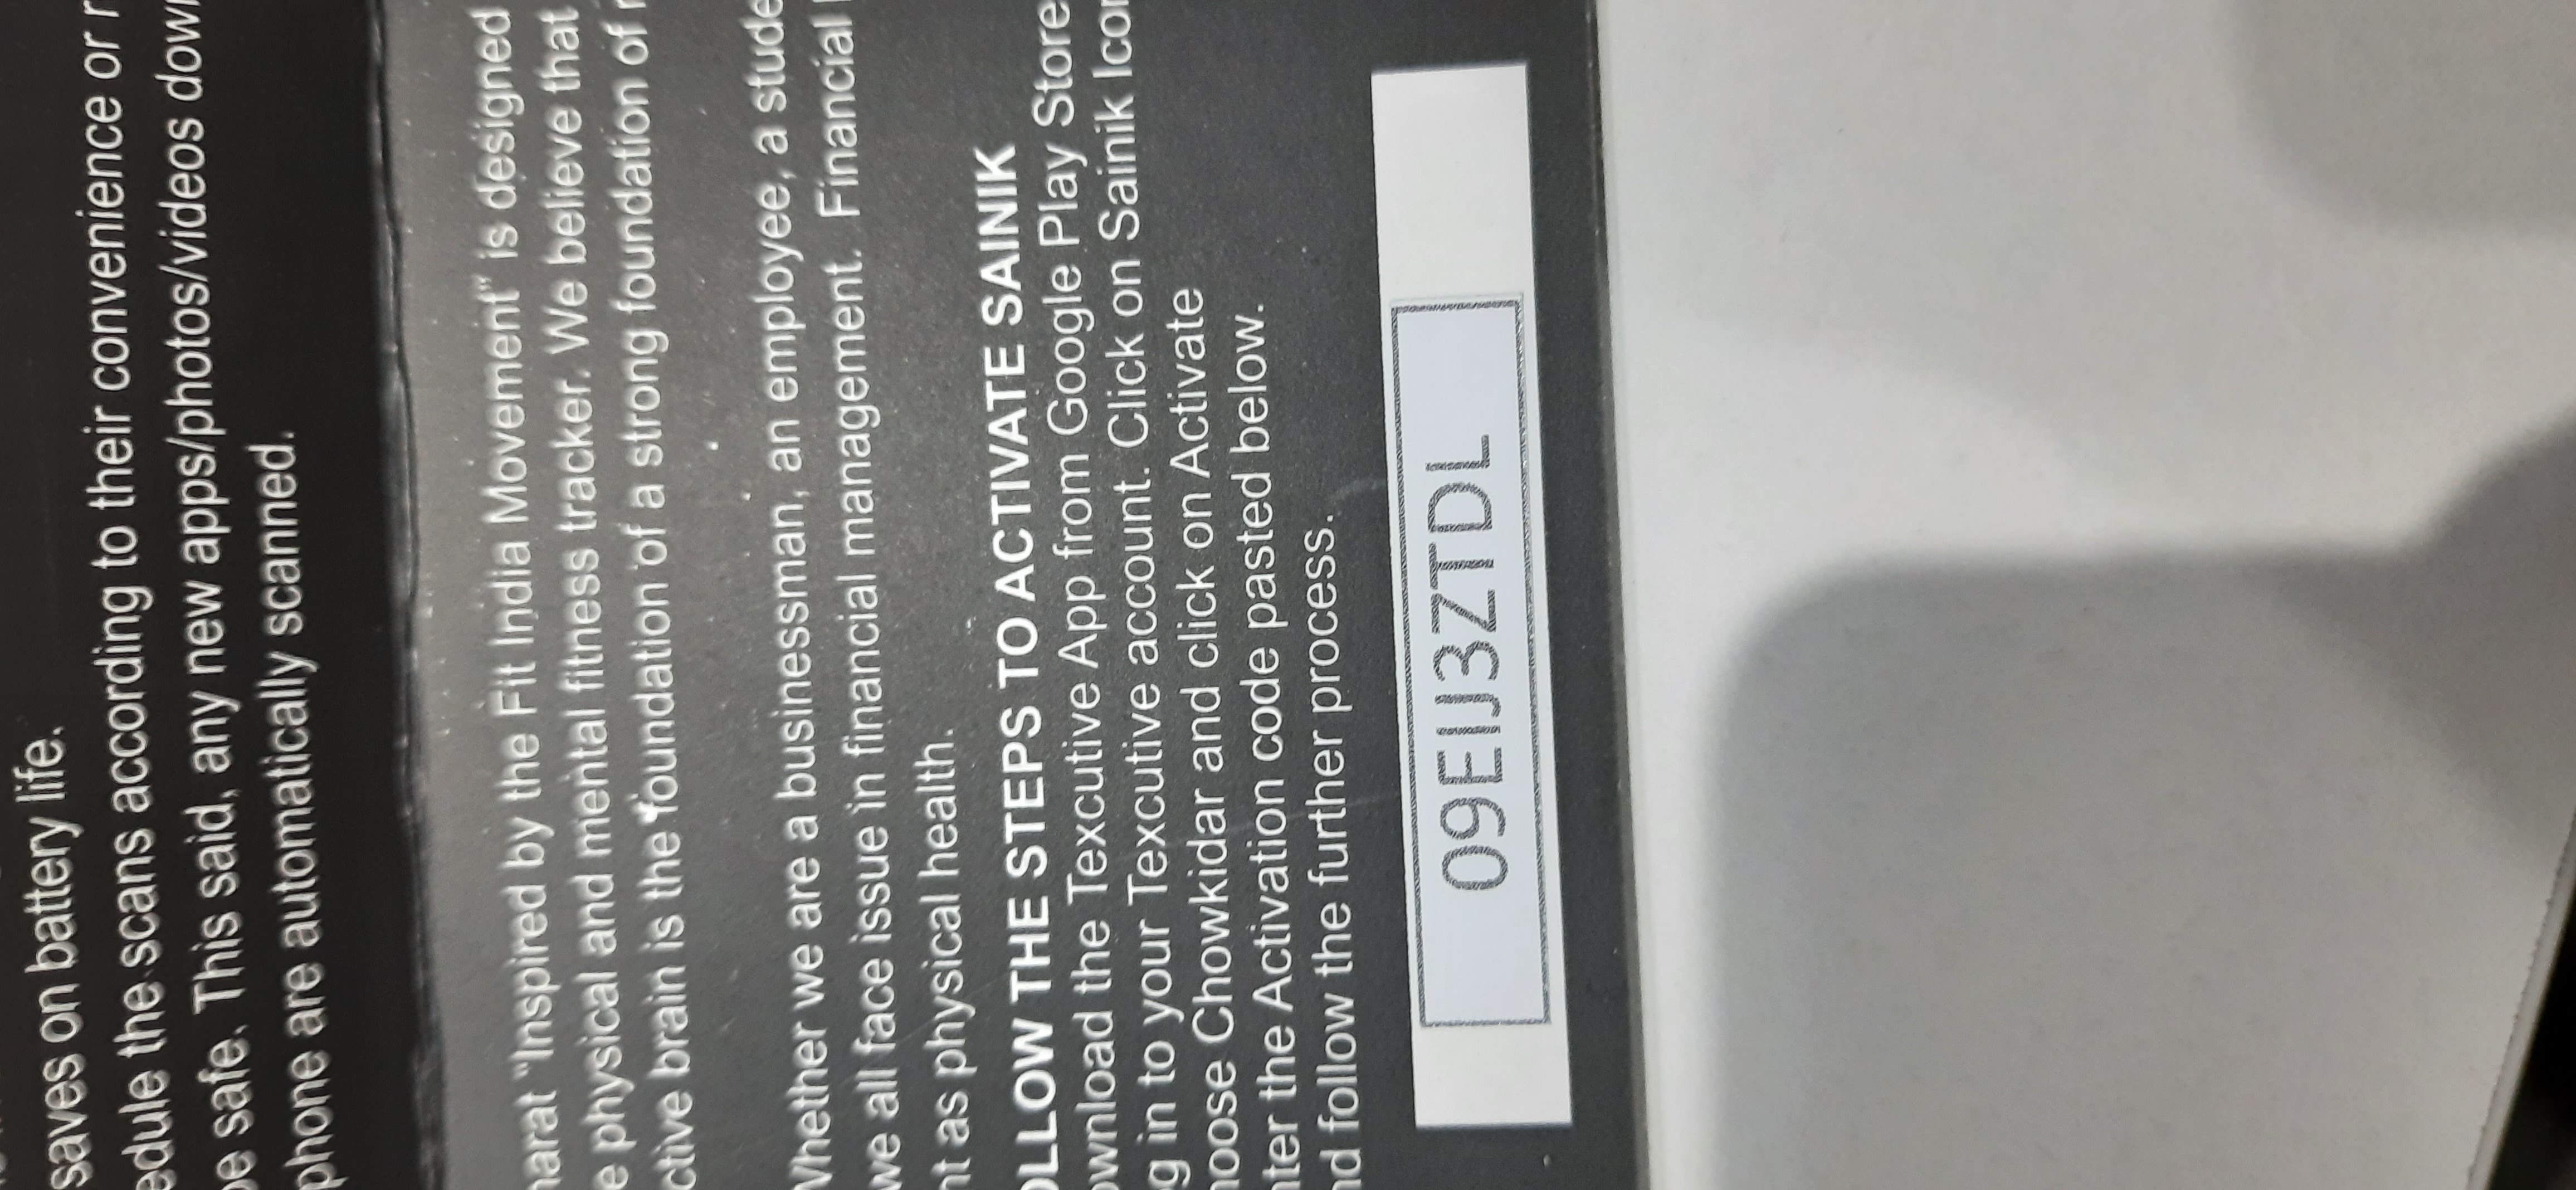 saves on battery life.
edule the scans according to their convenience or r
be safe. This said, any new apps/photos/videos down
phone are automatically scanned.
harat "Inspired by the Fit India Movement" is designed
e physical and mental fitness tracker. We believe that
ctive brain is the foundation of a strong foundation of r
Whether we are a businessman, an employee, a stude
we all face issue in financial management. Financial
nt as physical health.
OLLOW THE STEPS TO ACTIVATE SAINIK
ownload the Texcutive App from Google Play Store
g in to your Texcutive account. Click on Sainik Icon
hoose Chowkidar and click on Activate
nter the Activation code pasted below.
nd follow the further process.
09EIJ3ZTDL